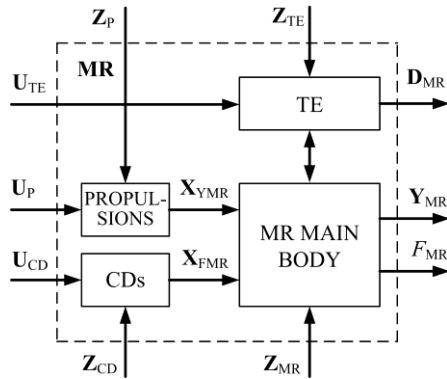 Z_P
Z_TE
U_TE
MR
TE
D_MR
U_P
PROPUL-
SIONS
X_YMR
MR MAIN
BODY
Y_MR
U_CD
CDs
X_FMR
F_MR
Z_CD
Z_MR